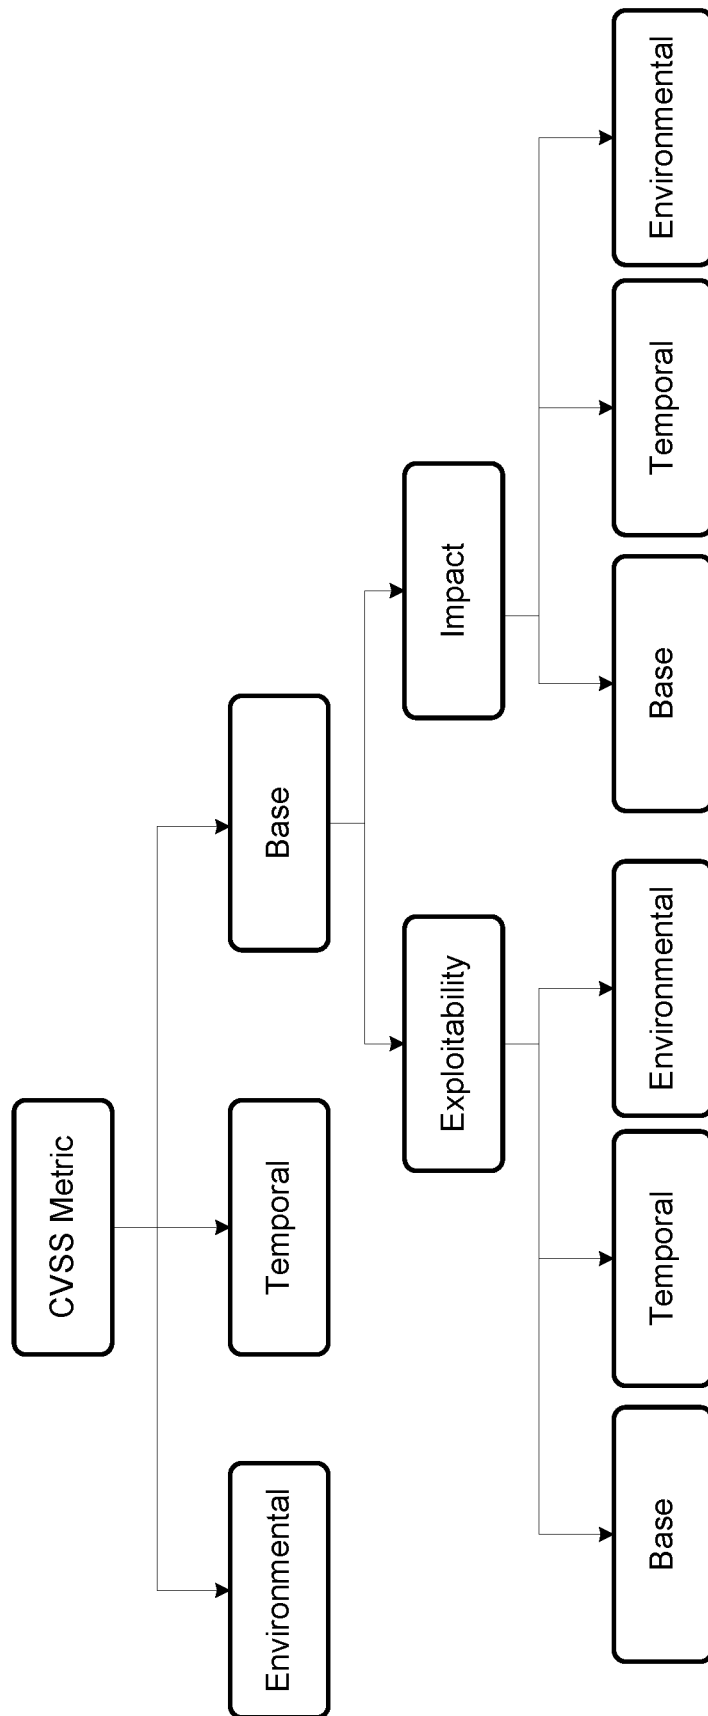 CVSS Metric
Environmental
Temporal
Base
Exploitability
Impact
Base
Temporal
Environmental
Base
Temporal
Environmental